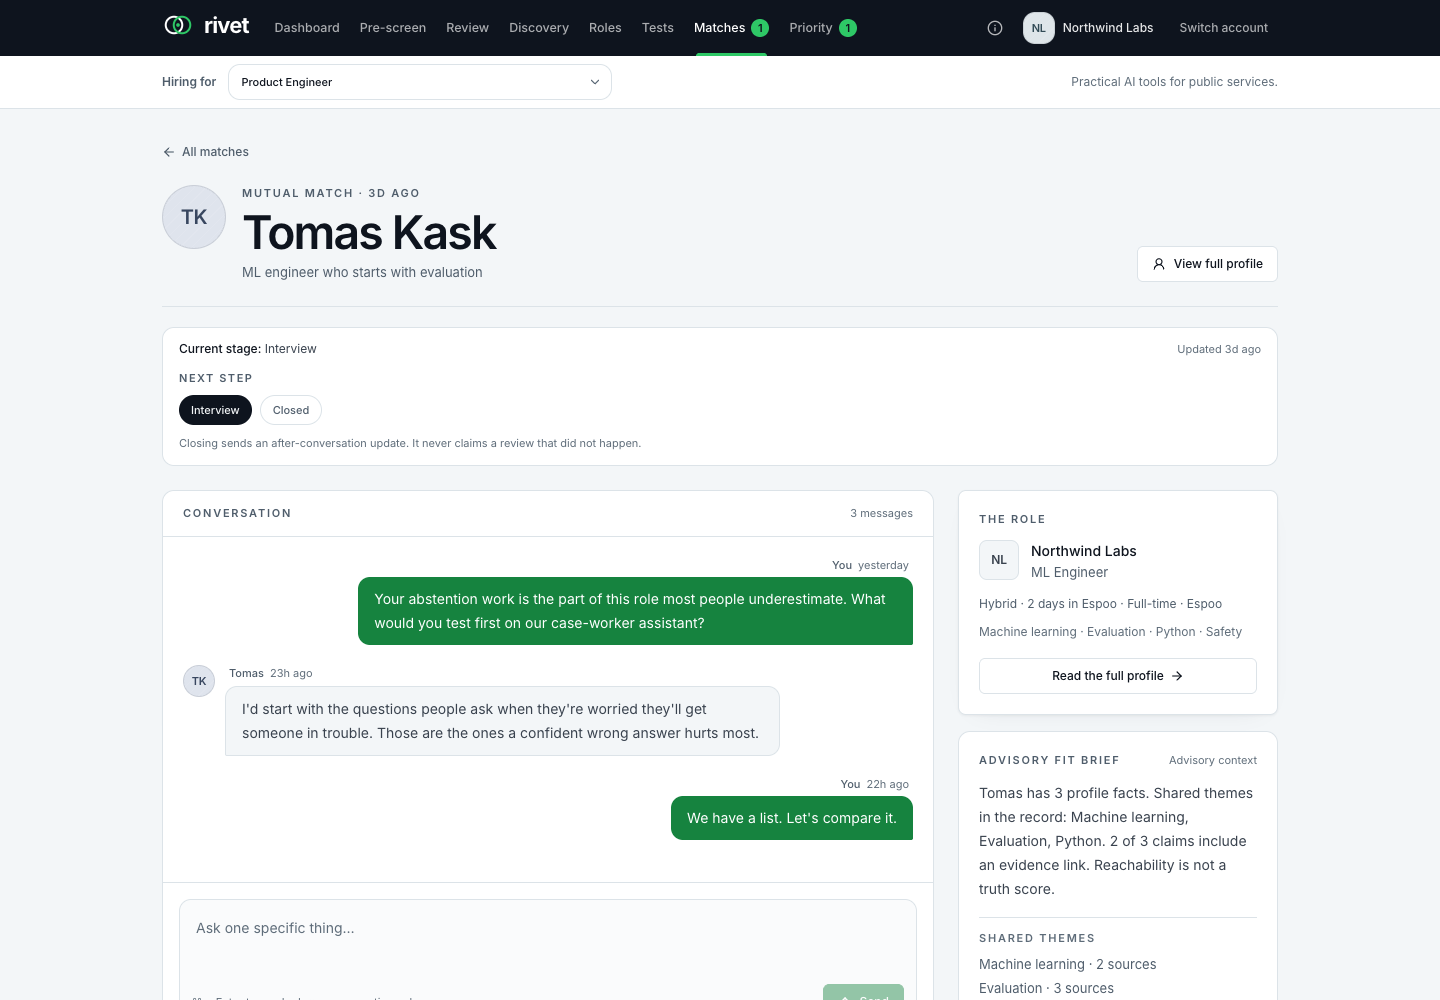 rivet Dashboard Pre-screen Review Discovery Roles Tests Matches 1 Priority 1 NL Northwind Labs Switch account
Hiring for Product Engineer Practical AI tools for public services.
All matches
TK
MUTUAL MATCH · 3D AGO
Tomas Kask
ML engineer who starts with evaluation
View full profile
Current stage: Interview Updated 3d ago
NEXT STEP
Interview Closed
Closing sends an after-conversation update. It never claims a review that did not happen.
CONVERSATION 3 messages
You yesterday
Your abstention work is the part of this role most people underestimate. What
would you test first on our case-worker assistant?
TK Tomas 23h ago
I'd start with the questions people ask when they're worried they'll get
someone in trouble. Those are the ones a confident wrong answer hurts most.
You 22h ago
We have a list. Let's compare it.
Ask one specific thing...
Send
THE ROLE
NL Northwind Labs
ML Engineer
Hybrid · 2 days in Espoo · Full-time · Espoo
Machine learning · Evaluation · Python · Safety
Read the full profile
ADVISORY FIT BRIEF Advisory context
Tomas has 3 profile facts. Shared themes
in the record: Machine learning,
Evaluation, Python. 2 of 3 claims include
an evidence link. Reachability is not a
truth score.
SHARED THEMES
Machine learning · 2 sources
Evaluation · 3 sources